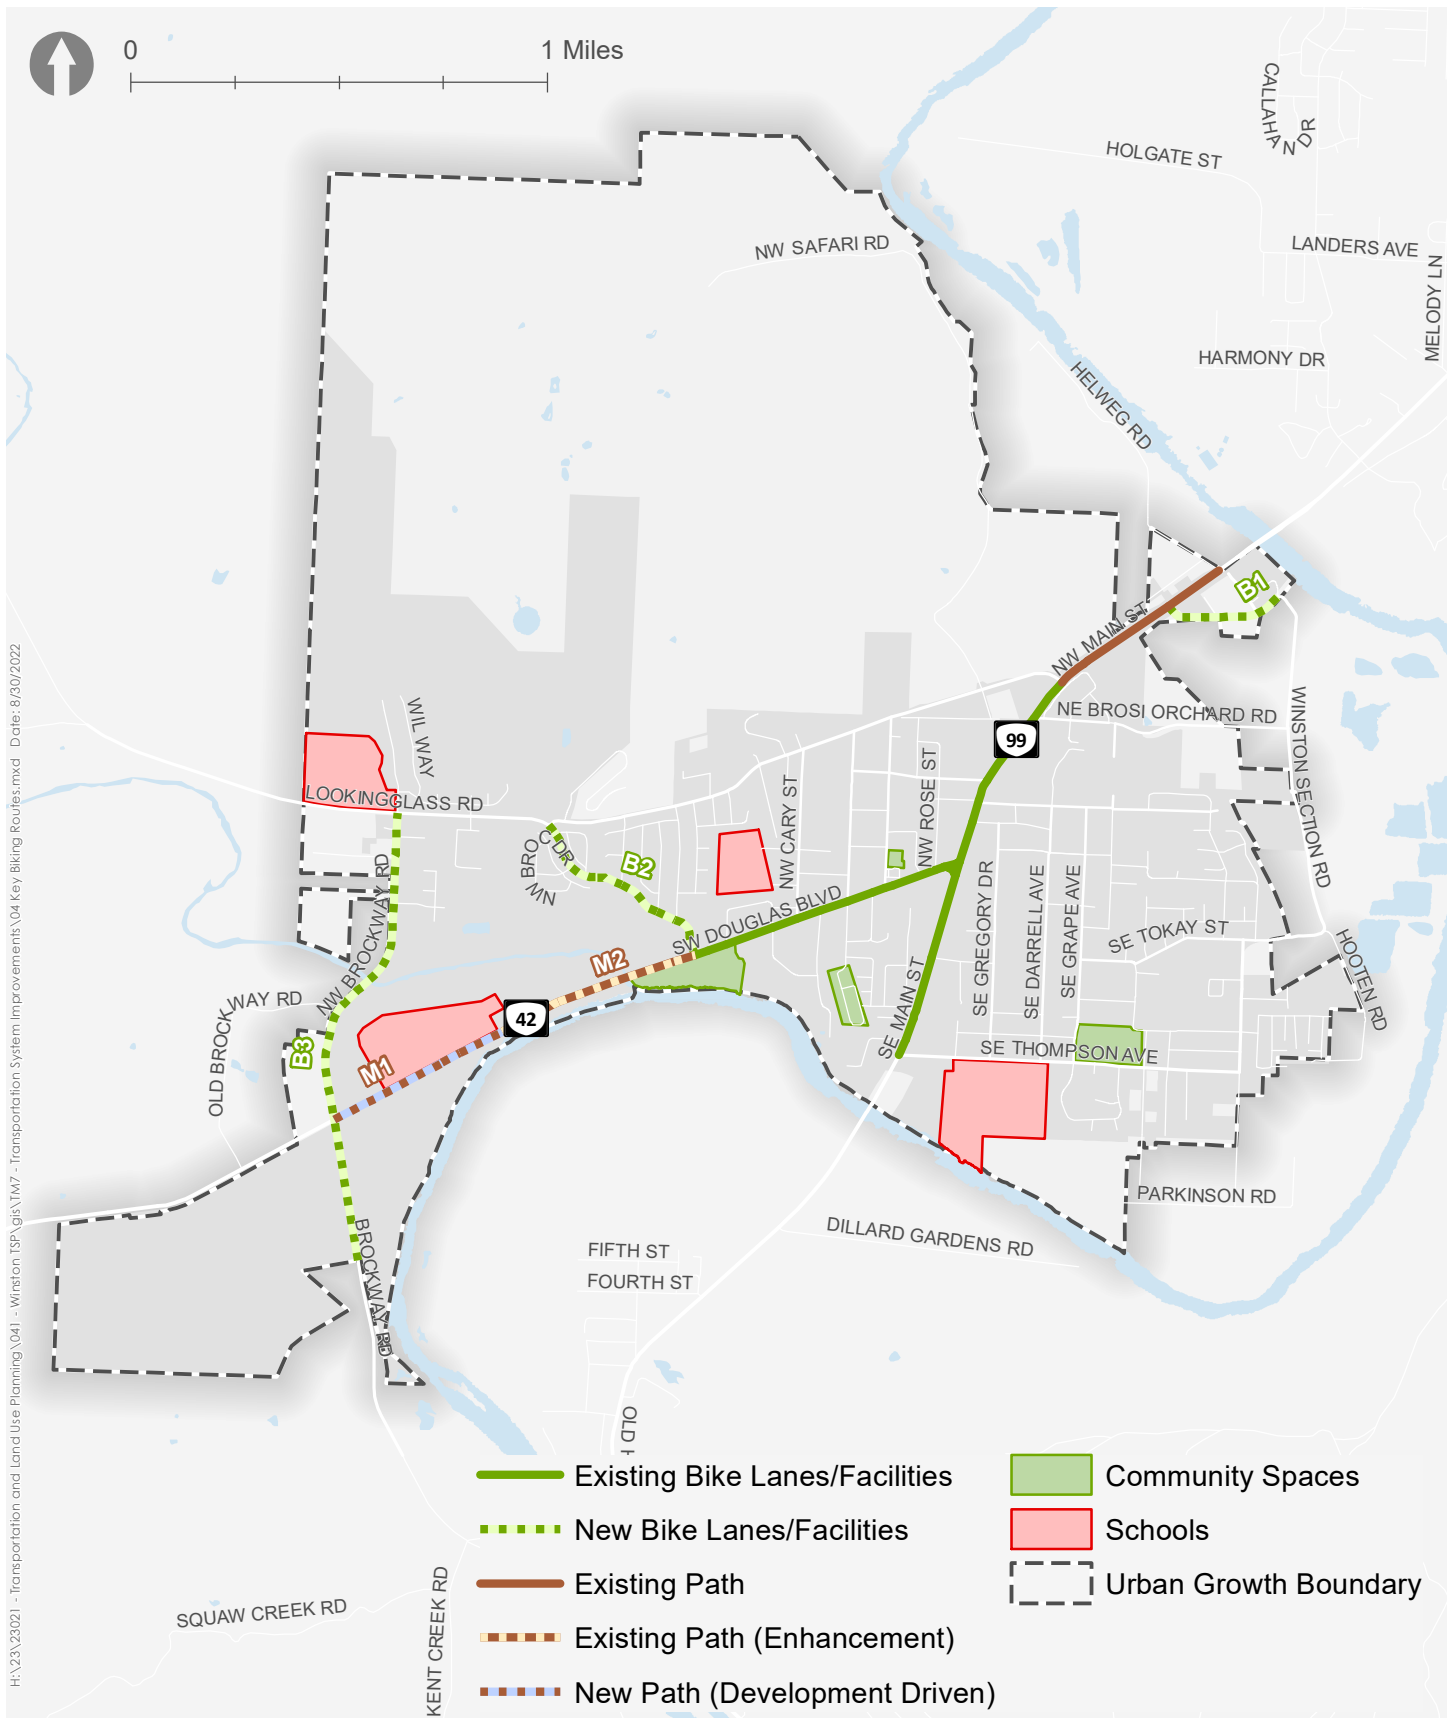 0
1 Miles
CALLAHAN DR
HOLGATE ST
LANDERS AVE
MELODY LN
NW SAFARI RD
HARMONY DR
HELWEG RD
B1
NW MAIN ST
WINSTON SECTION RD
NE BROSI ORCHARD RD
99
WIL WAY
LOOKINGGLASS RD
NW CARY ST
NW ROSE ST
NW BROC DR
B2
NW BROCKWAY RD
SW DOUGLAS BLVD
SE GREGORY DR
SE DARRELL AVE
SE GRAPE AVE
SE TOKAY ST
HOOTEN RD
M2
OLD BROCKWAY RD
42
SE MAIN ST
B3
M1
SE THOMPSON AVE
PARKINSON RD
DILLARD GARDENS RD
BROCKWAY RD
FIFTH ST
FOURTH ST
OLD H
SQUAW CREEK RD
KENT CREEK RD
Existing Bike Lanes/Facilities
New Bike Lanes/Facilities
Existing Path
Existing Path (Enhancement)
New Path (Development Driven)
Community Spaces
Schools
Urban Growth Boundary
H:\23\23021 - Transportation and Land Use Planning\041 - Winston TSP\gis\TM7 - Transportation System Improvements\04 Key Biking Routes.mxd   Date: 8/30/2022